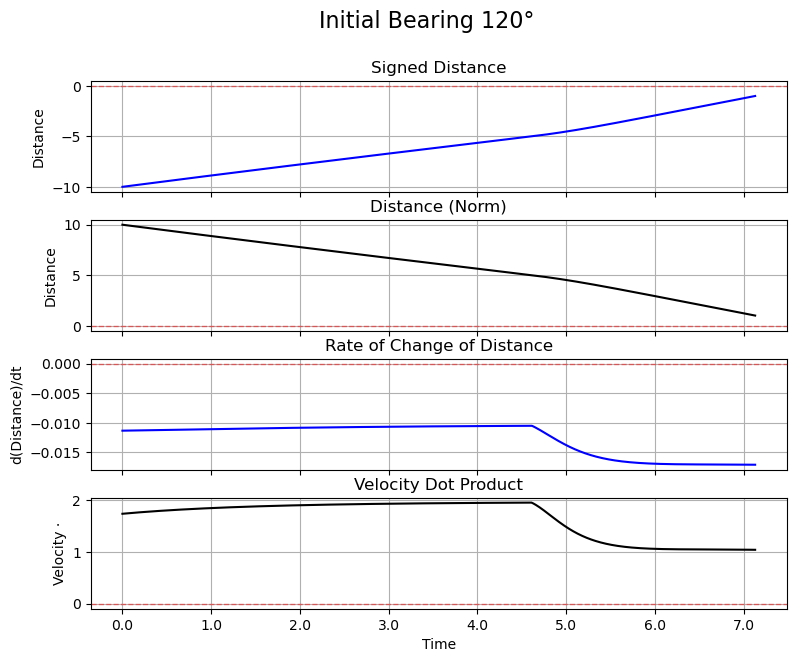 Initial Bearing 120°
Signed Distance
Distance
0
−5
−10
Distance (Norm)
Distance
10
5
0
Rate of Change of Distance
d(Distance)/dt
0.000
−0.005
−0.010
−0.015
Velocity Dot Product
Velocity ·
2
1
0
0.0 1.0 2.0 3.0 4.0 5.0 6.0 7.0
Time